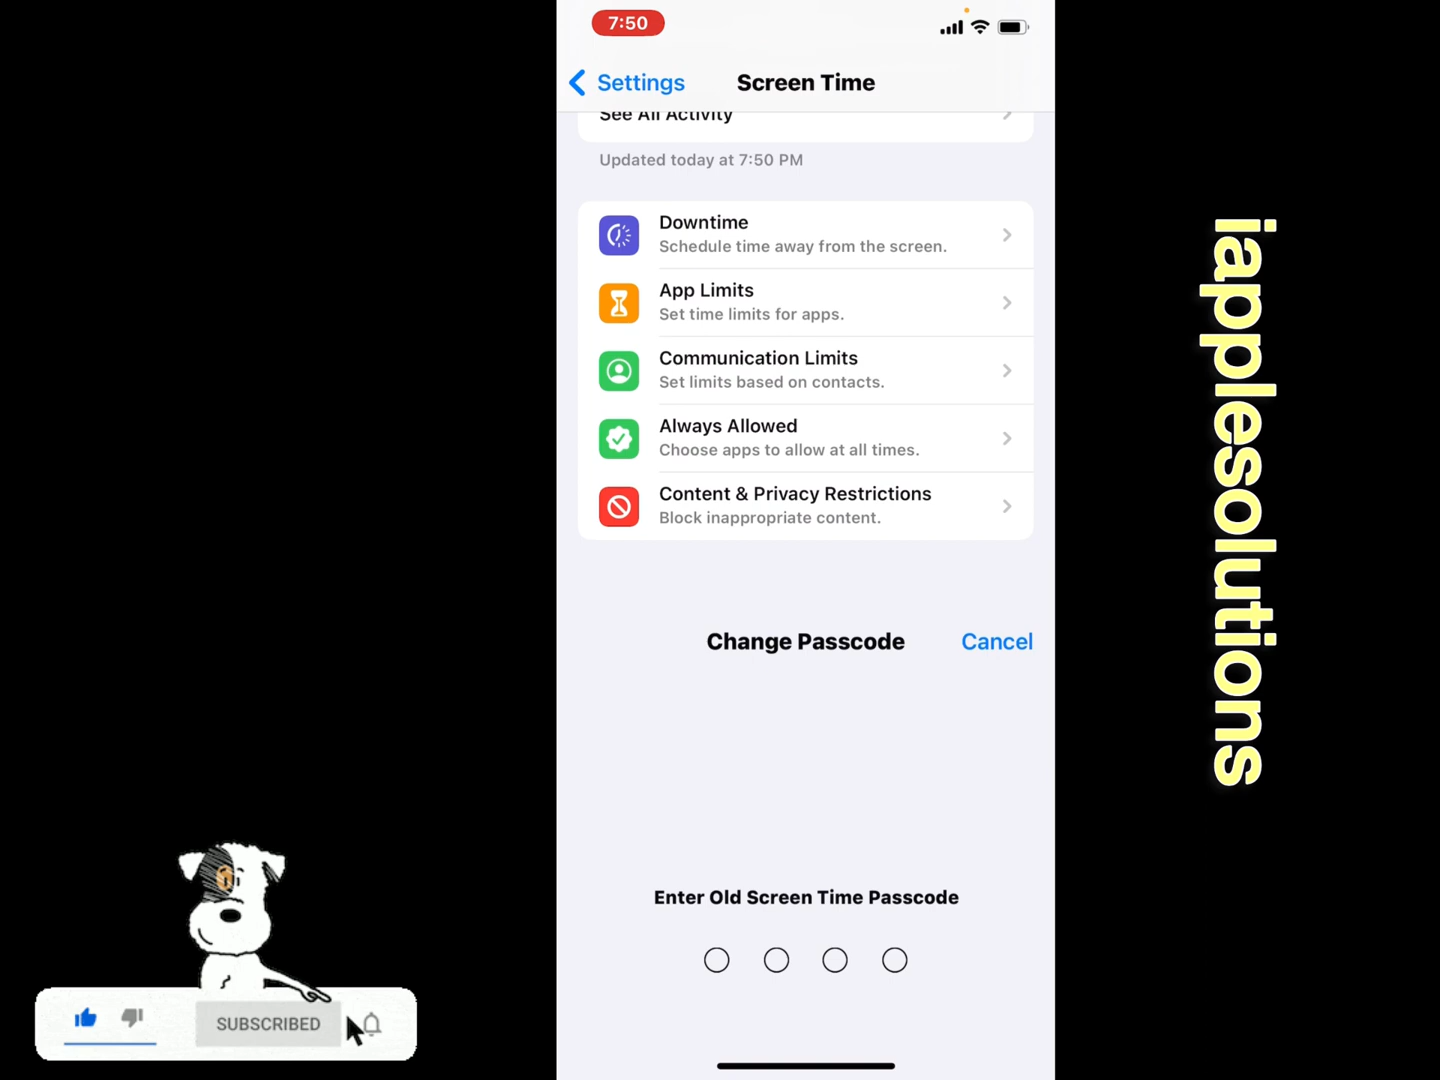 7:50
Settings
Screen Time
See All Activity
Updated today at 7:50 PM
Downtime
Schedule time away from the screen.
App Limits
Set time limits for apps.
Communication Limits
Set limits based on contacts.
Always Allowed
Choose apps to allow at all times.
Content & Privacy Restrictions
Block inappropriate content.
Change Passcode
Cancel
Enter Old Screen Time Passcode
SUBSCRIBED
iapplesolutions